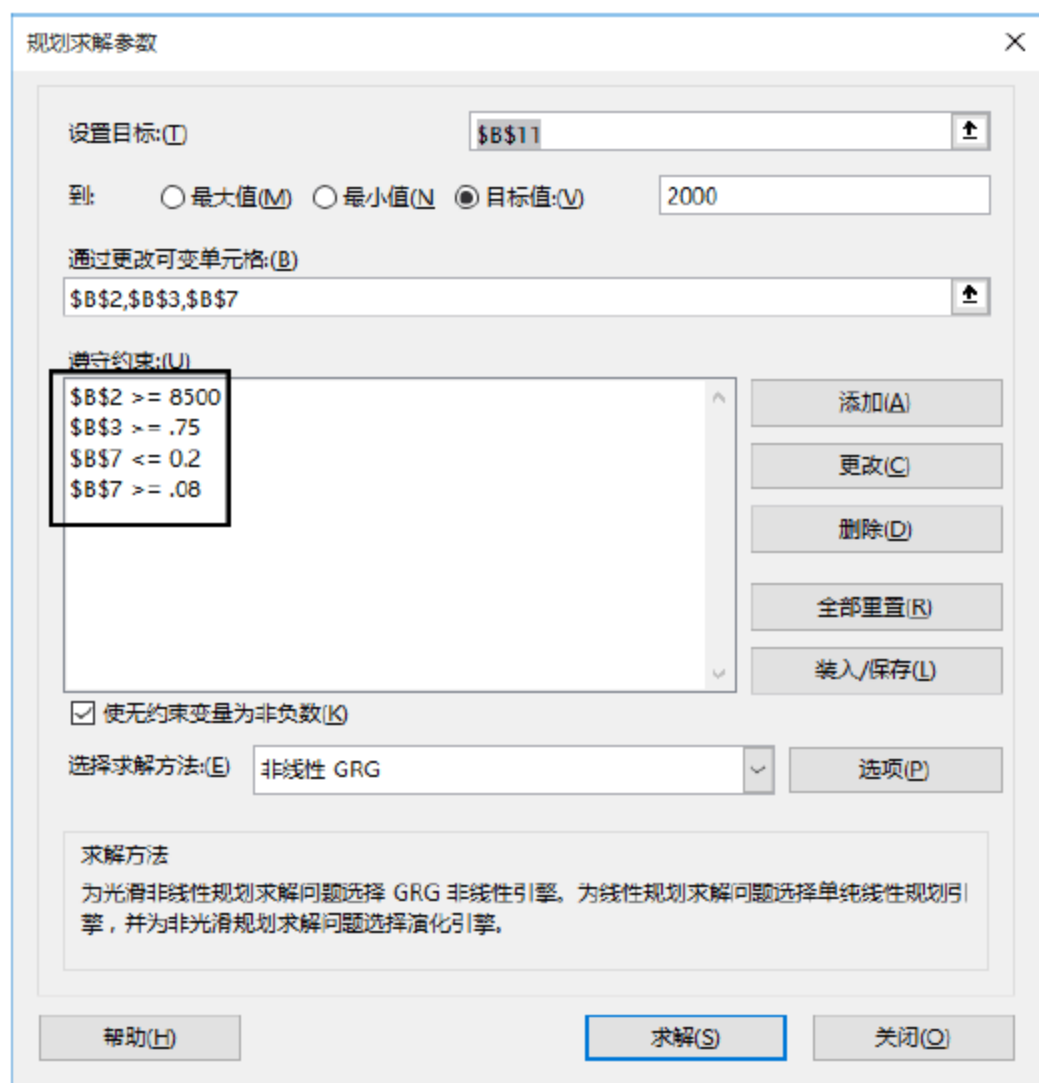 规划求解参数
设置目标:(T) $B$11
到: 最大值(M) 最小值(N 目标值:(V) 2000
通过更改可变单元格:(B)
$B$2,$B$3,$B$7
遵守约束:(U)
$B$2 >= 8500
$B$3 >= .75
$B$7 <= 0.2
$B$7 >= .08
添加(A)
更改(C)
删除(D)
全部重置(R)
装入/保存(L)
使无约束变量为非负数(K)
选择求解方法:(E) 非线性 GRG 选项(P)
求解方法
为光滑非线性规划求解问题选择 GRG 非线性引擎。为线性规划求解问题选择单纯线性规划引
擎，并为非光滑规划求解问题选择演化引擎。
帮助(H) 求解(S) 关闭(O)